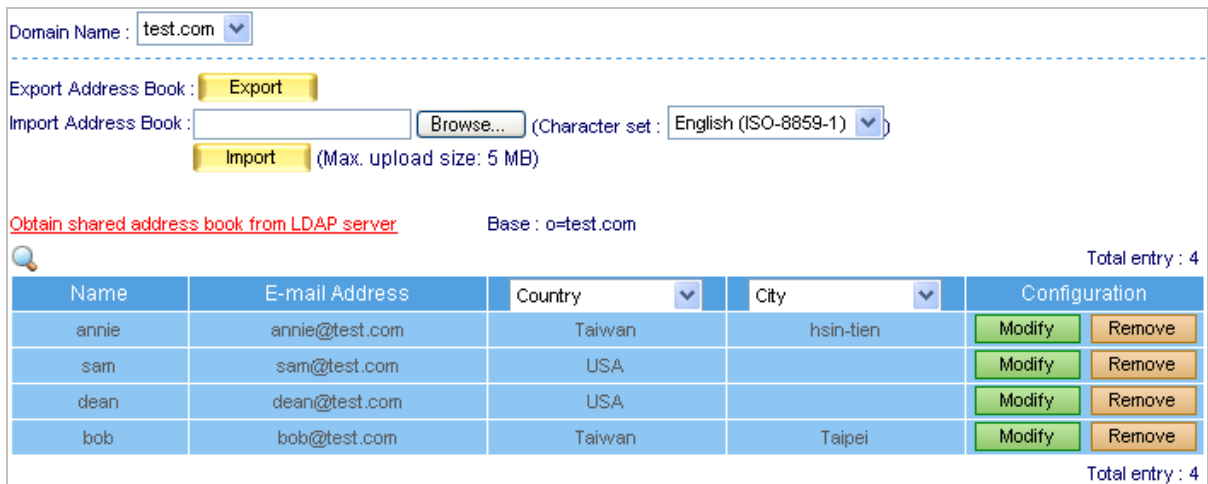 Domain Name : test.com
Export Address Book : Export
Import Address Book : Browse... (Character set : English (ISO-8859-1) )
Import (Max. upload size: 5 MB)
Obtain shared address book from LDAP server Base : o=test.com
Total entry : 4
Name E-mail Address Country City Configuration
annie annie@test.com Taiwan hsin-tien Modify Remove
sam sam@test.com USA Modify Remove
dean dean@test.com USA Modify Remove
bob bob@test.com Taiwan Taipei Modify Remove
Total entry : 4